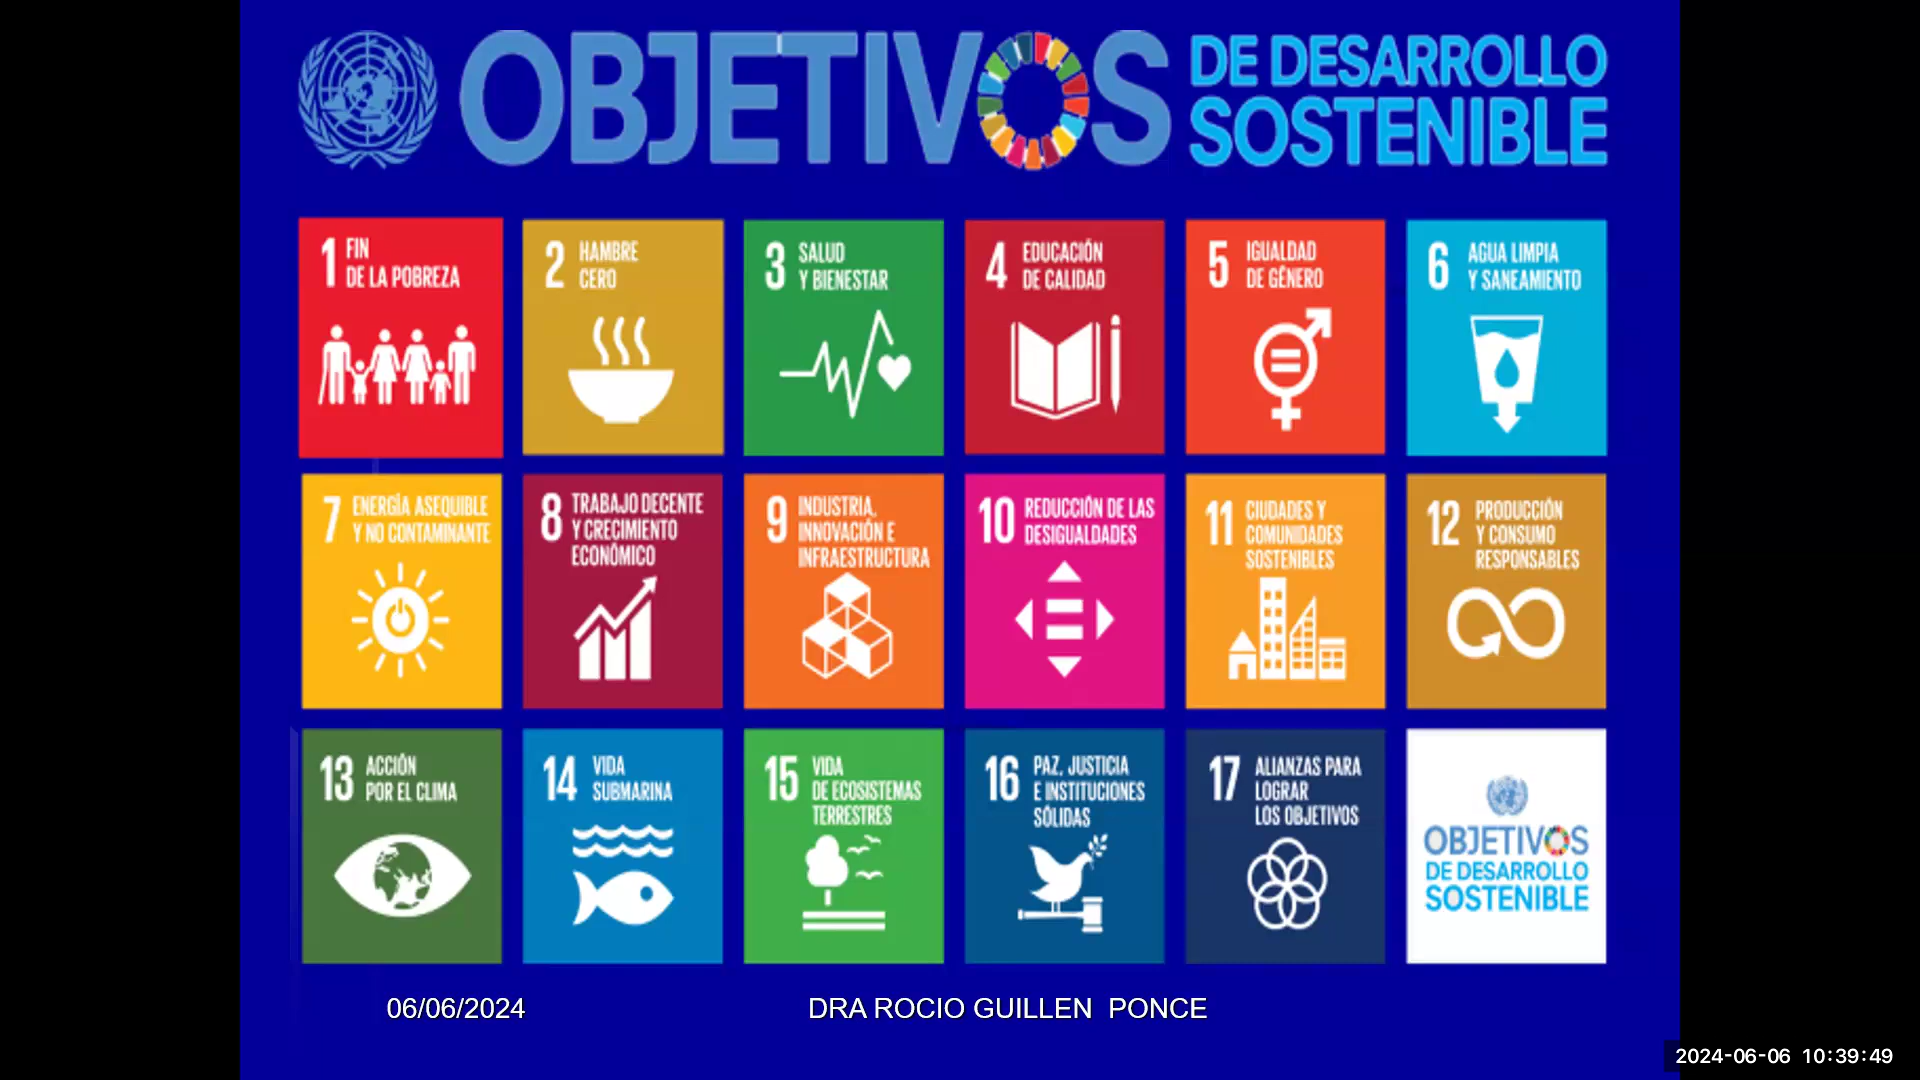 OBJETIVOS
DE DESARROLLO
SOSTENIBLE
1 FIN
DE LA POBREZA
2 HAMBRE
CERO
3 SALUD
Y BIENESTAR
4 EDUCACIÓN
DE CALIDAD
5 IGUALDAD
DE GÉNERO
6 AGUA LIMPIA
Y SANEAMIENTO
7 ENERGÍA ASEQUIBLE
Y NO CONTAMINANTE
8 TRABAJO DECENTE
Y CRECIMIENTO
ECONÓMICO
9 INDUSTRIA,
INNOVACIÓN E
INFRAESTRUCTURA
10 REDUCCIÓN DE LAS
DESIGUALDADES
11 CIUDADES Y
COMUNIDADES
SOSTENIBLES
12 PRODUCCIÓN
Y CONSUMO
RESPONSABLES
13 ACCIÓN
POR EL CLIMA
14 VIDA
SUBMARINA
15 VIDA
DE ECOSISTEMAS
TERRESTRES
16 PAZ, JUSTICIA
E INSTITUCIONES
SÓLIDAS
17 ALIANZAS PARA
LOGRAR
LOS OBJETIVOS
OBJETIVOS
DE DESARROLLO
SOSTENIBLE
06/06/2024
DRA ROCIO GUILLEN  PONCE
2024-06-06 10:39:49